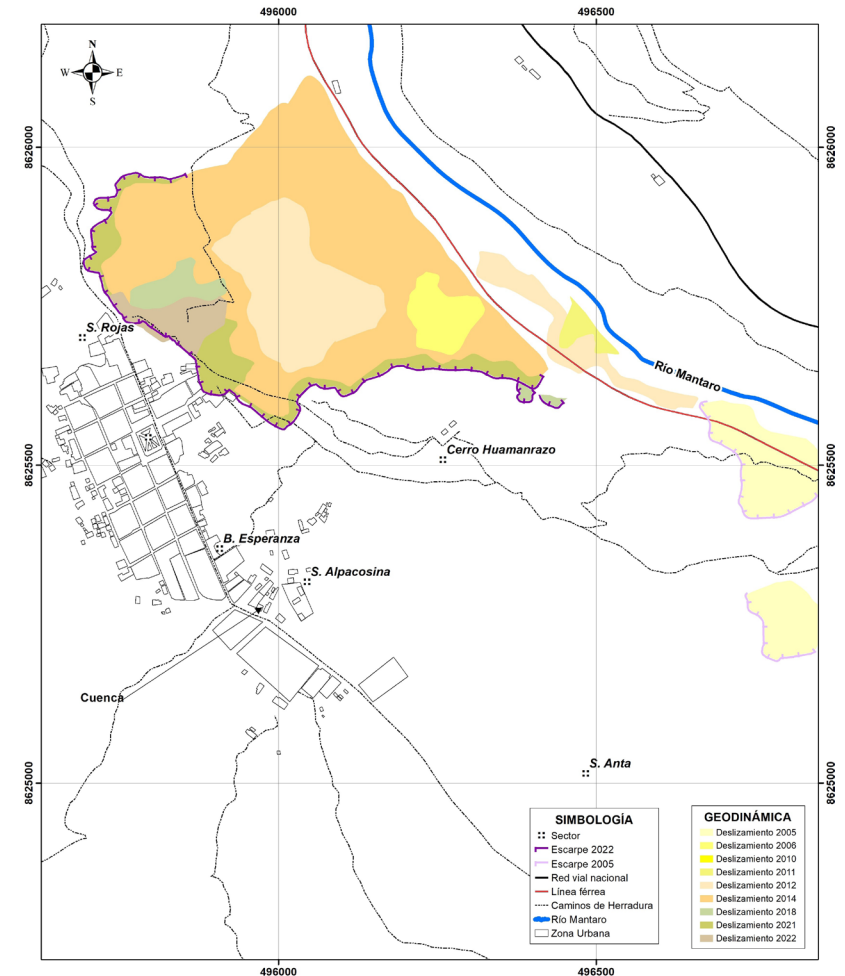 496000
496500
N
W
E
S
8626000
8626000
S. Rojas
Río Mantaro
Cerro Huamanrazo
8625500
8625500
B. Esperanza
S. Alpacosina
Cuenca
S. Anta
8625000
8625000
SIMBOLOGÍA
Sector
Escarpe 2022
Escarpe 2005
Red vial nacional
Línea férrea
Caminos de Herradura
Río Mantaro
Zona Urbana
GEODINÁMICA
Deslizamiento 2005
Deslizamiento 2006
Deslizamiento 2010
Deslizamiento 2011
Deslizamiento 2012
Deslizamiento 2014
Deslizamiento 2018
Deslizamiento 2021
Deslizamiento 2022
496000
496500